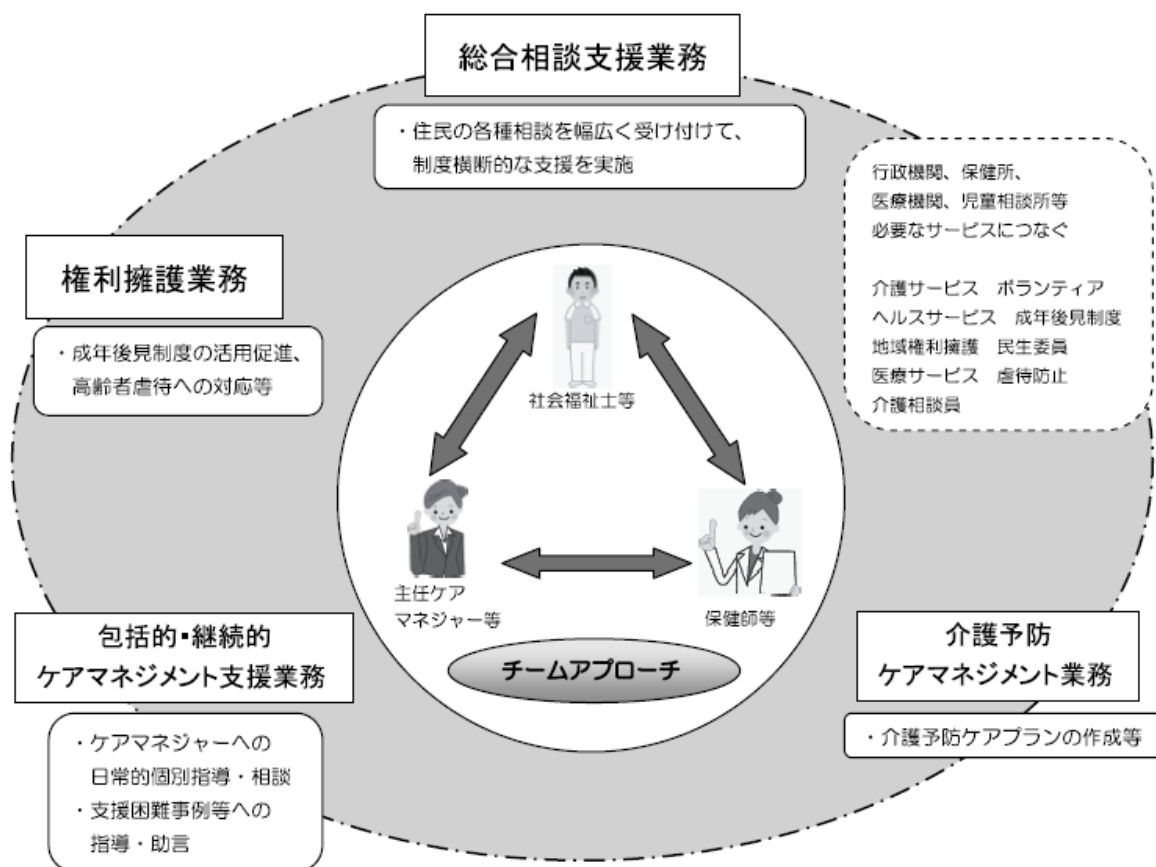 総合相談支援業務
・住民の各種相談を幅広く受け付けて、
制度横断的な支援を実施
行政機関、保健所、
医療機関、児童相談所等
必要なサービスにつなぐ
介護サービス　ボランティア
ヘルスサービス　成年後見制度
地域権利擁護　民生委員
医療サービス　虐待防止
介護相談員
権利擁護業務
・成年後見制度の活用促進、
高齢者虐待への対応等
社会福祉士等
主任ケア
マネジャー等
保健師等
チームアプローチ
包括的・継続的
ケアマネジメント支援業務
・ケアマネジャーへの
日常的個別指導・相談
・支援困難事例等への
指導・助言
介護予防
ケアマネジメント業務
・介護予防ケアプランの作成等